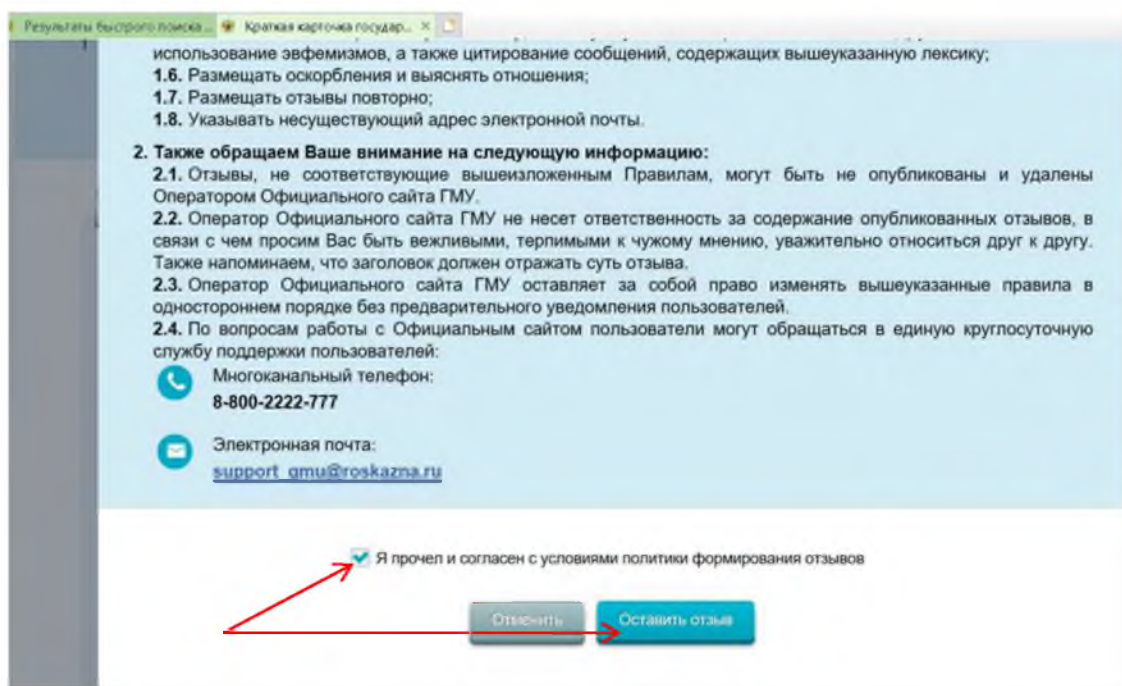 Результаты быстрого поиска ... Краткая карточка государ...
использование эвфемизмов, а также цитирование сообщений, содержащих вышеуказанную лексику;
1.6. Размещать оскорбления и выяснять отношения;
1.7. Размещать отзывы повторно;
1.8. Указывать несуществующий адрес электронной почты.
2. Также обращаем Ваше внимание на следующую информацию:
2.1. Отзывы, не соответствующие вышеизложенным Правилам, могут быть не опубликованы и удалены
Оператором Официального сайта ГМУ.
2.2. Оператор Официального сайта ГМУ не несет ответственность за содержание опубликованных отзывов, в
связи с чем просим Вас быть вежливыми, терпимыми к чужому мнению, уважительно относиться друг к другу.
Также напоминаем, что заголовок должен отражать суть отзыва.
2.3. Оператор Официального сайта ГМУ оставляет за собой право изменять вышеуказанные правила в
одностороннем порядке без предварительного уведомления пользователей.
2.4. По вопросам работы с Официальным сайтом пользователи могут обращаться в единую круглосуточную
службу поддержки пользователей:
Многоканальный телефон:
8-800-2222-777
Электронная почта:
support_gmu@roskazna.ru
Я прочел и согласен с условиями политики формирования отзывов
Отменить Оставить отзыв